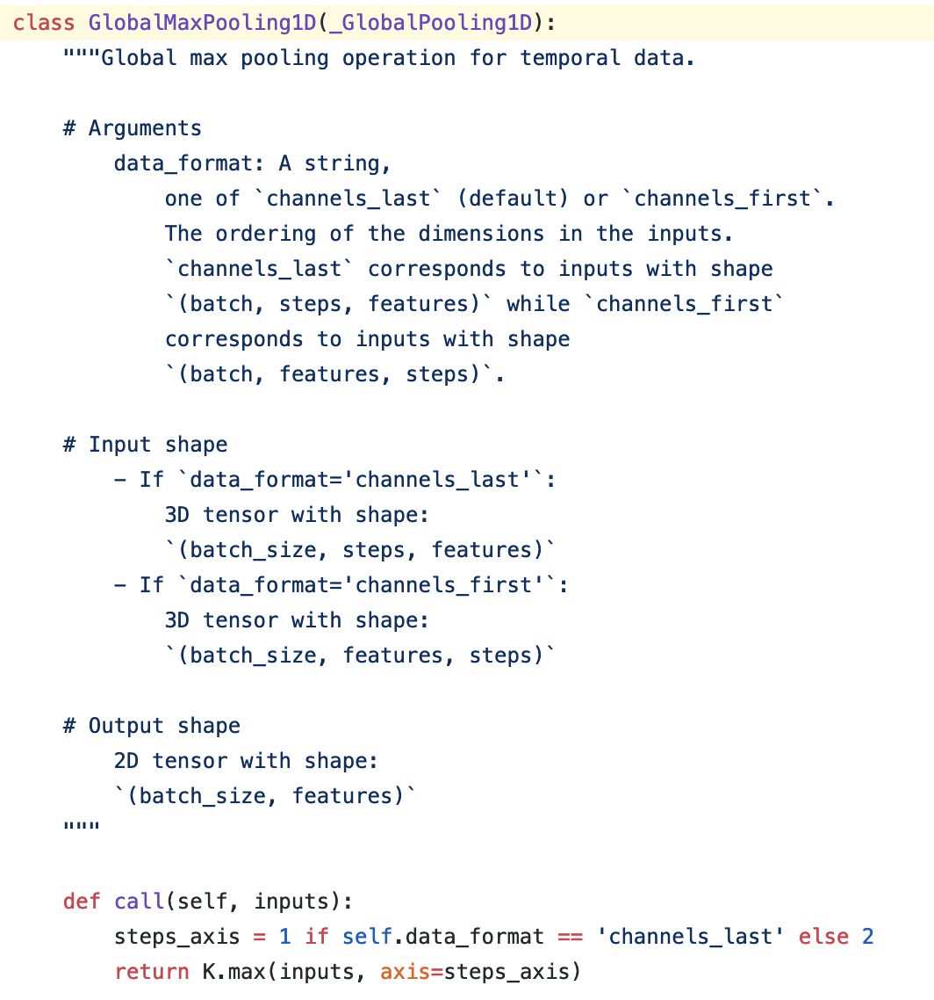 class GlobalMaxPooling1D(_GlobalPooling1D):
    """Global max pooling operation for temporal data.

    # Arguments
        data_format: A string,
            one of `channels_last` (default) or `channels_first`.
            The ordering of the dimensions in the inputs.
            `channels_last` corresponds to inputs with shape
            `(batch, steps, features)` while `channels_first`
            corresponds to inputs with shape
            `(batch, features, steps)`.

    # Input shape
        - If `data_format='channels_last'`:
            3D tensor with shape:
            `(batch_size, steps, features)`
        - If `data_format='channels_first'`:
            3D tensor with shape:
            `(batch_size, features, steps)`

    # Output shape
        2D tensor with shape:
        `(batch_size, features)`
    """

    def call(self, inputs):
        steps_axis = 1 if self.data_format == 'channels_last' else 2
        return K.max(inputs, axis=steps_axis)